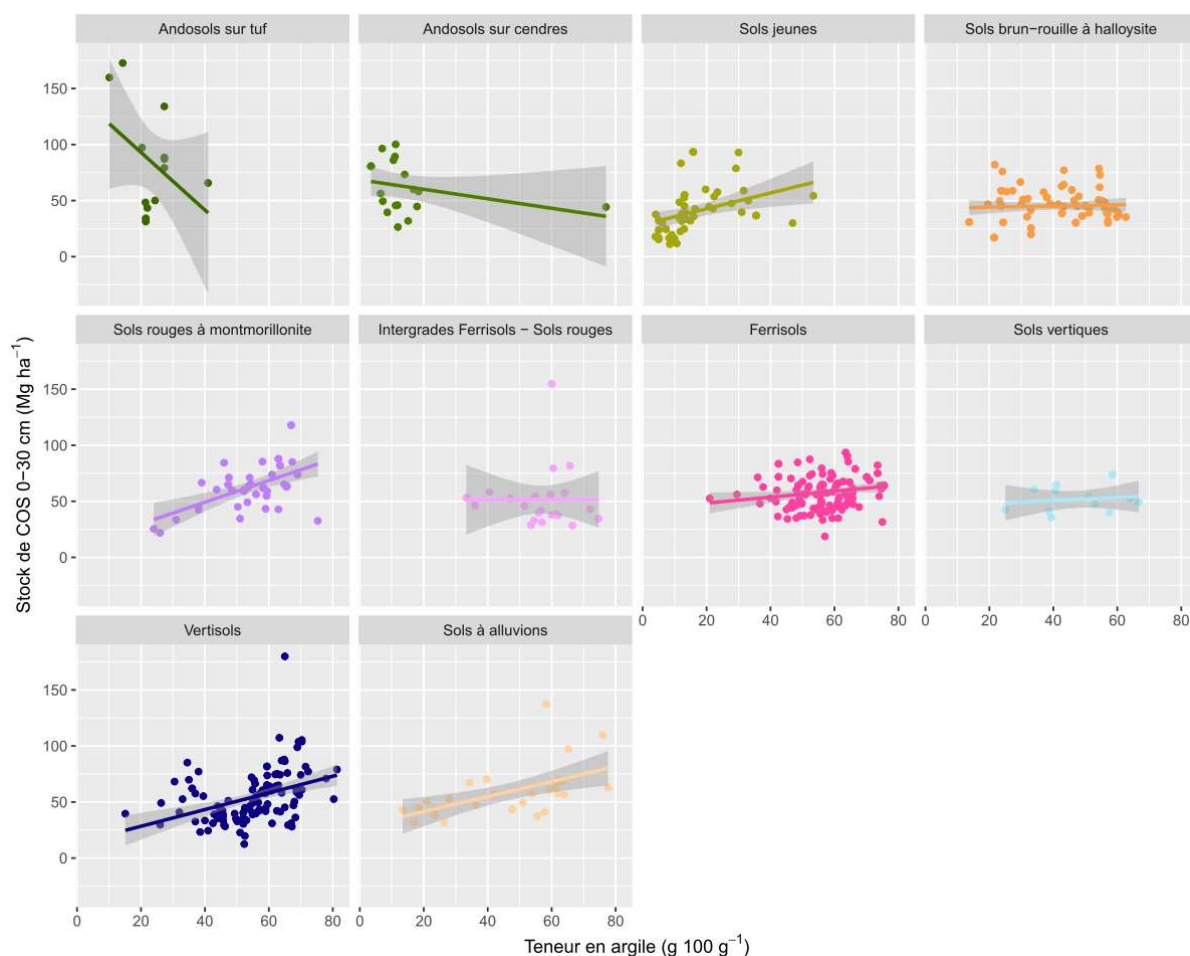 Andosols sur tuf
Andosols sur cendres
Sols jeunes
Sols brun−rouille à halloysite
150
100
50
0
Sols rouges à montmorillonite
Intergrades Ferrisols − Sols rouges
Ferrisols
Sols vertiques
150
100
50
0
0 20 40 60 80
0 20 40 60 80
Vertisols
Sols à alluvions
150
100
50
0
0 20 40 60 80
0 20 40 60 80
Stock de COS 0−30 cm (Mg ha⁻¹)
Teneur en argile (g 100 g⁻¹)